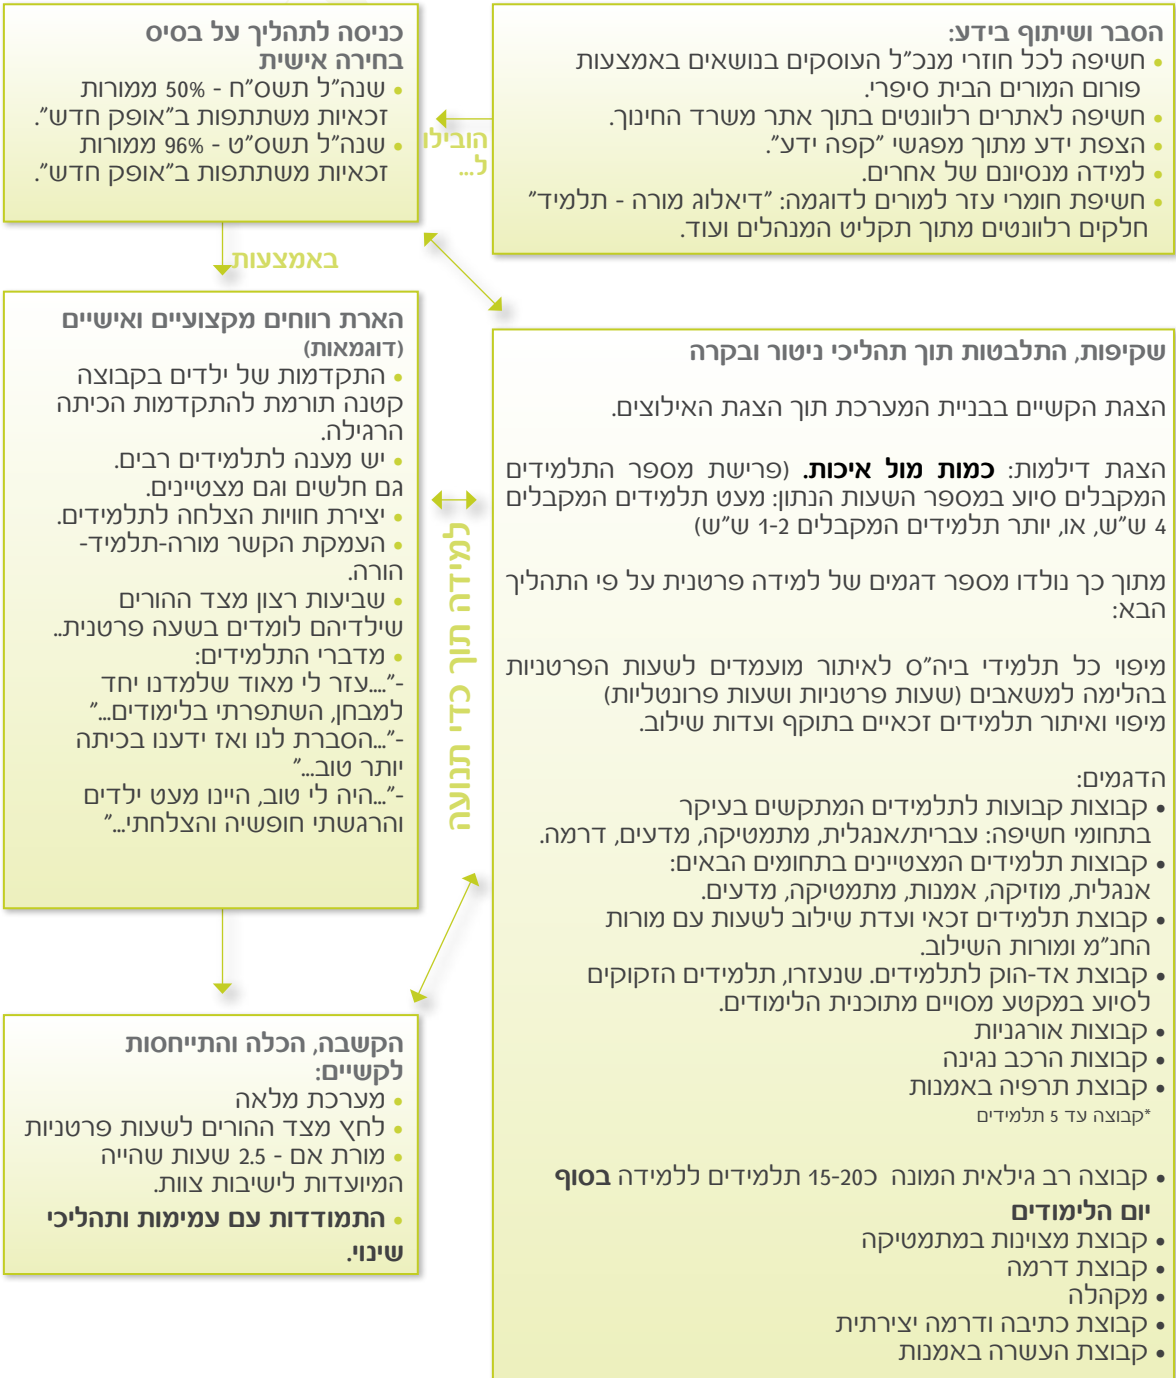 הסבר ושיתוף בידע:
• חשיפה לכל חוזרי מנכ"ל העוסקים בנושאים באמצעות
פורום המורים הבית סיפרי.
• חשיפה לאתרים רלוונטים בתוך אתר משרד החינוך.
• הצפת ידע מתוך מפגשי "קפה ידע".
• למידה מנסיונם של אחרים.
• חשיפת חומרי עזר למורים לדוגמה: "דיאלוג מורה - תלמיד"
חלקים רלוונטים מתוך תקליט המנהלים ועוד.
הובילו
ל...
כניסה לתהליך על בסיס
בחירה אישית
• שנה"ל תשס"ח - 50% ממורות
זכאיות משתתפות ב"אופק חדש".
• שנה"ל תשס"ט - 96% ממורות
זכאיות משתתפות ב"אופק חדש".
באמצעות
הארת רווחים מקצועיים ואישיים
(דוגמאות)
• התקדמות של ילדים בקבוצה
קטנה תורמת להתקדמות הכיתה
הרגילה.
• יש מענה לתלמידים רבים.
גם חלשים וגם מצטיינים.
• יצירת חוויות הצלחה לתלמידים.
• העמקת הקשר מורה-תלמיד-
הורה.
• שביעות רצון מצד ההורים
שילדיהם לומדים בשעה פרטנית..
• מדברי התלמידים:
-"....עזר לי מאוד שלמדנו יחד
למבחן, השתפרתי בלימודים..."
-"...הסברת לנו ואז ידענו בכיתה
יותר טוב..."
-"...היה לי טוב, היינו מעט ילדים
והרגשתי חופשיה והצלחתי..."
למידה תוך כדי תנועה
שקיפות, התלבטות תוך תהליכי ניטור ובקרה
הצגת הקשיים בבניית המערכת תוך הצגת האילוצים.
הצגת דילמות: כמות מול איכות. (פרישת מספר התלמידים
המקבלים סיוע במספר השעות הנתון: מעט תלמידים המקבלים
4 ש"ש, או, יותר תלמידים המקבלים 1-2 ש"ש)
מתוך כך נולדו מספר דגמים של למידה פרטנית על פי התהליך
הבא:
מיפוי כל תלמידי ביה"ס לאיתור מועמדים לשעות הפרטניות
בהלימה למשאבים (שעות פרטניות ושעות פרונטליות)
מיפוי ואיתור תלמידים זכאיים בתוקף ועדות שילוב.
הדגמים:
• קבוצות קבועות לתלמידים המתקשים בעיקר
בתחומי חשיפה: עברית/אנגלית, מתמטיקה, מדעים, דרמה.
• קבוצות תלמידים המצטיינים בתחומים הבאים:
אנגלית, מוזיקה, אמנות, מתמטיקה, מדעים.
• קבוצת תלמידים זכאי ועדת שילוב לשעות עם מורות
החנ"מ ומורות השילוב.
• קבוצת אד-הוק לתלמידים. שנעזרו, תלמידים הזקוקים
לסיוע במקטע מסויים מתוכנית הלימודים.
• קבוצות אורגניות
• קבוצות הרכב נגינה
• קבוצת תרפיה באמנות
*קבוצה עד 5 תלמידים
• קבוצה רב גילאית המונה כ15-20 תלמידים ללמידה בסוף
יום הלימודים
• קבוצת מצוינות במתמטיקה
• קבוצת דרמה
• מקהלה
• קבוצת כתיבה ודרמה יצירתית
• קבוצת העשרה באמנות
הקשבה, הכלה והתייחסות
לקשיים:
• מערכת מלאה
• לחץ מצד ההורים לשעות פרטניות
• מורת אם - 2.5 שעות שהייה
המיועדות לישיבות צוות.
• התמודדות עם עמימות ותהליכי
שינוי.